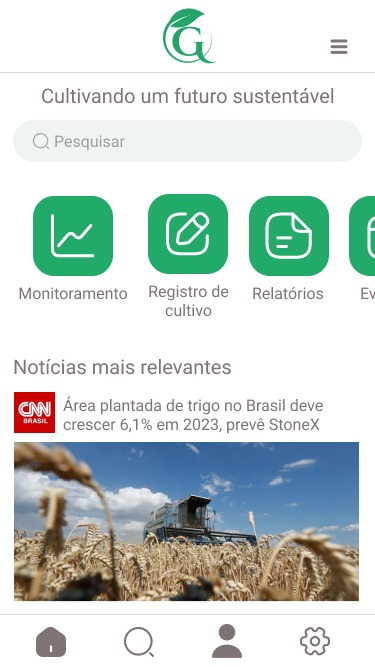 G
Cultivando um futuro sustentável
Pesquisar
Monitoramento
Registro de
cultivo
Relatórios
Ev
Notícias mais relevantes
CNN
BRASIL
Área plantada de trigo no Brasil deve
crescer 6,1% em 2023, prevê StoneX